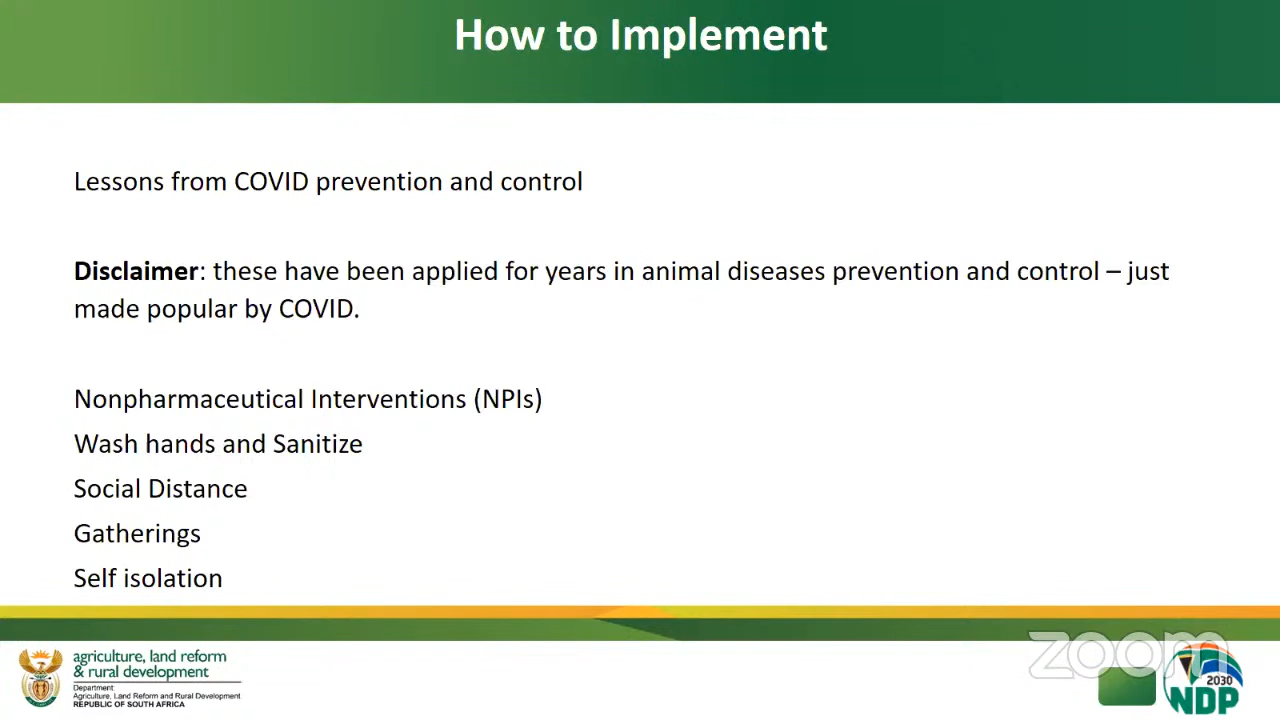 How to Implement
Lessons from COVID prevention and control
Disclaimer: these have been applied for years in animal diseases prevention and control – just
made popular by COVID.
Nonpharmaceutical Interventions (NPIs)
Wash hands and Sanitize
Social Distance
Gatherings
Self isolation
agriculture, land reform
& rural development
Department:
Agriculture, Land Reform and Rural Development
REPUBLIC OF SOUTH AFRICA
zoom
2030
NDP